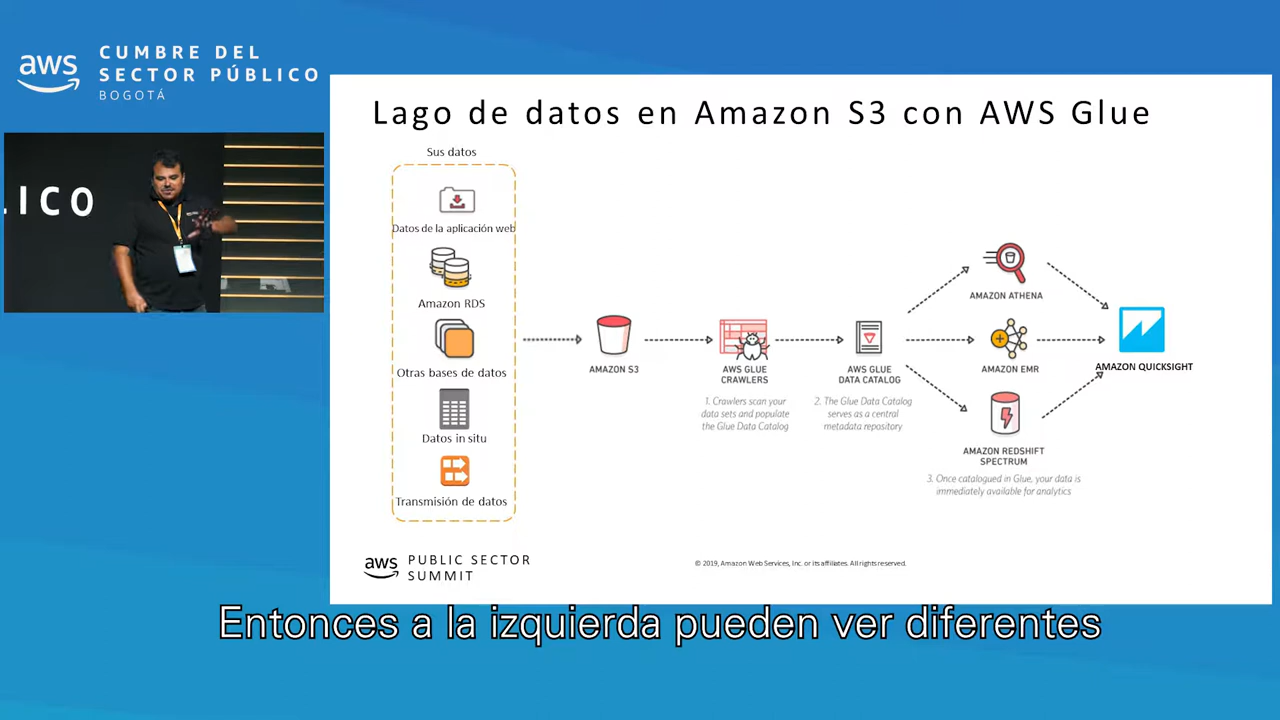 aws
CUMBRE DEL
SECTOR PÚBLICO
BOGOTÁ
LICO
Lago de datos en Amazon S3 con AWS Glue
Sus datos
Datos de la aplicación web
Amazon RDS
Otras bases de datos
Datos in situ
Transmisión de datos
AMAZON S3
AWS GLUE
CRAWLERS
1. Crawlers scan your
data sets and populate
the Glue Data Catalog
AWS GLUE
DATA CATALOG
2. The Glue Data Catalog
serves as a central
metadata repository
AMAZON ATHENA
AMAZON EMR
AMAZON REDSHIFT
SPECTRUM
3. Once catalogued in Glue, your data is
immediately available for analytics
AMAZON QUICKSIGHT
aws
PUBLIC SECTOR
SUMMIT
© 2019, Amazon Web Services, Inc. or its affiliates. All rights reserved.
Entonces a la izquierda pueden ver diferentes